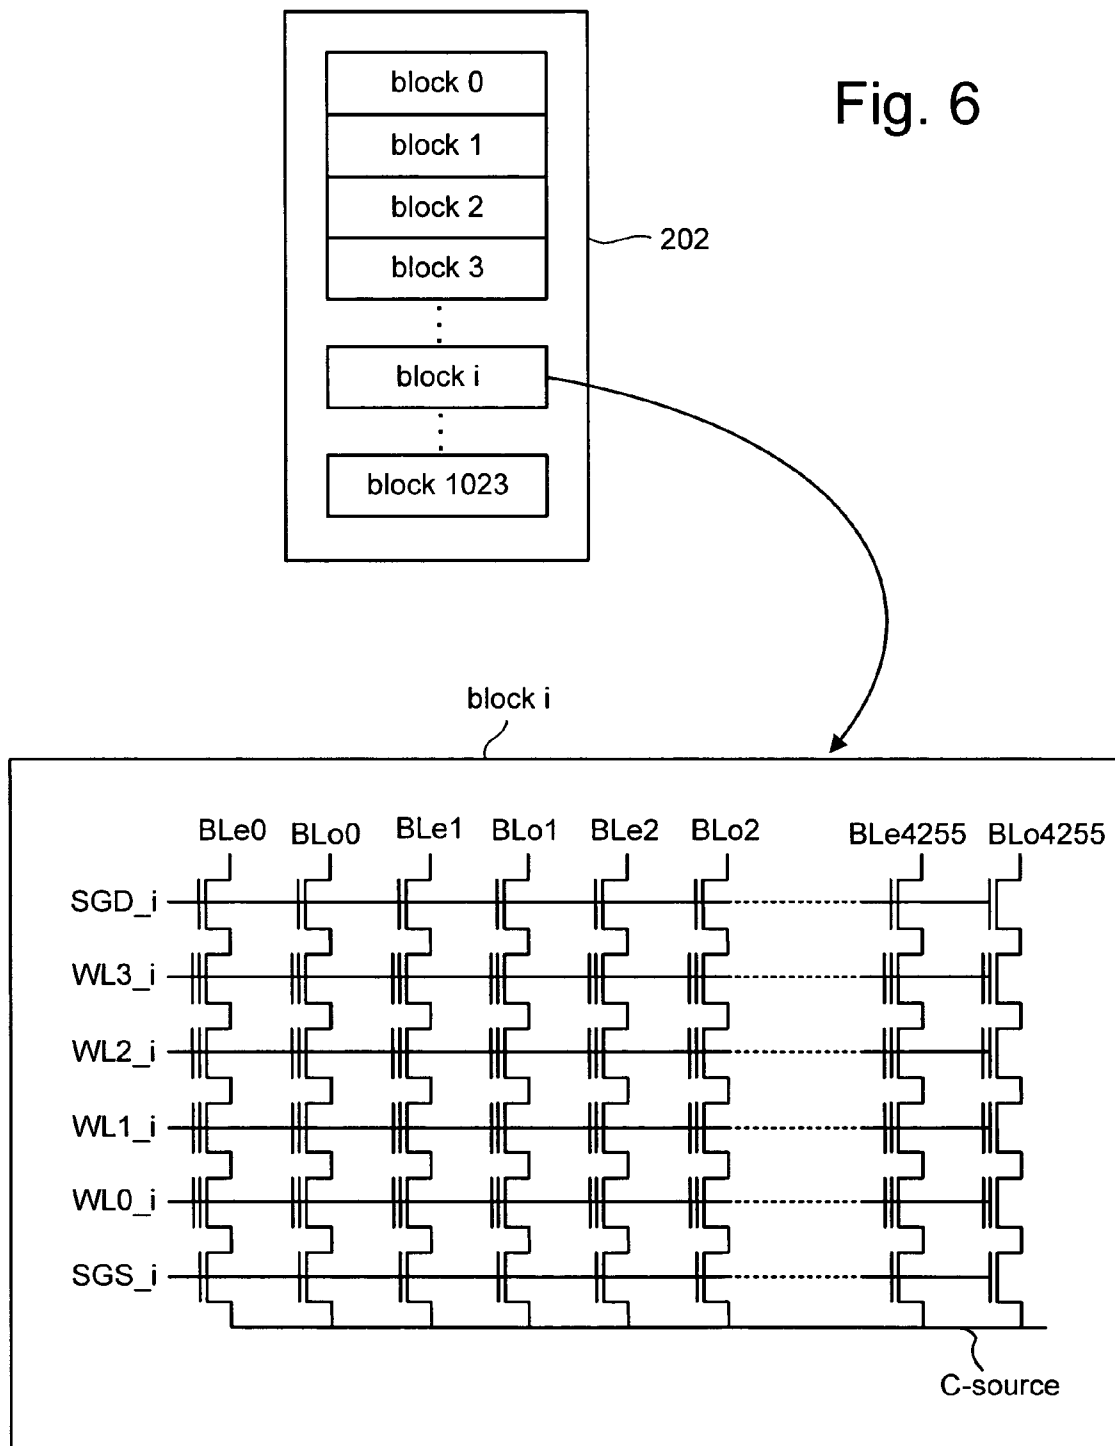 block 0
Fig. 6
block 1
block 2
202
block 3
block i
block 1023
block i
BLe0 BLo0 BLe1 BLo1 BLe2 BLo2 BLe4255 BLo4255
SGD_i
WL3_i
WL2_i
WL1_i
WL0_i
SGS_i
C-source